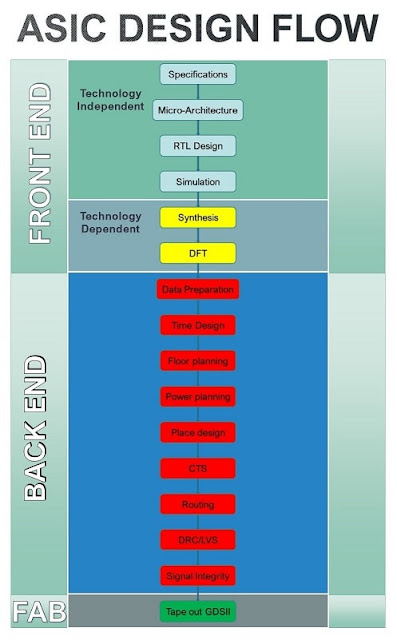 ASIC DESIGN FLOW
FRONT END
Technology
Independent
Specifications
Micro-Architecture
RTL Design
Simulation
Technology
Dependent
Synthesis
DFT
BACK END
Data Preparation
Time Design
Floor planning
Power planning
Place design
CTS
Routing
DRC/LVS
Signal Integrity
FAB
Tape out GDSII